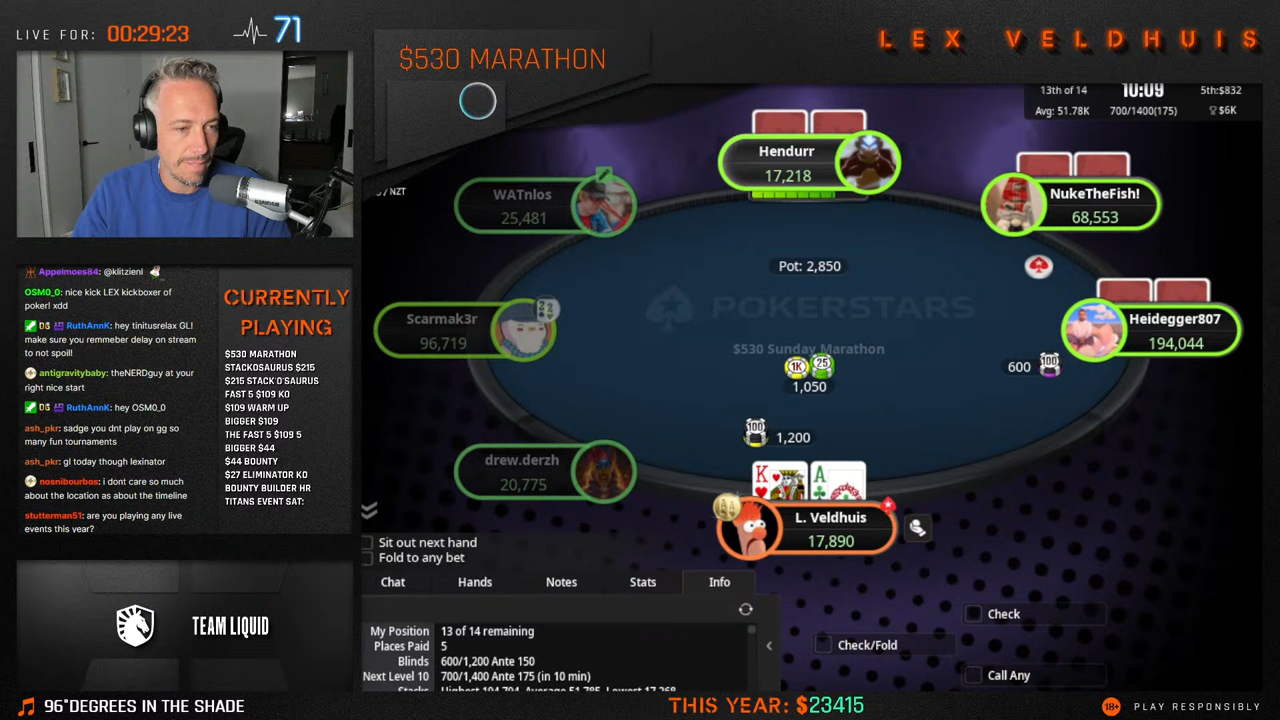 LIVE FOR: 00:29:23
71
$530 MARATHON
LEX VELDHUIS
13th of 14
10:09
5th:$832
Avg: 51.78K
700/1400(175)
$6K
Hendurr
17,218
WATnlos
25,481
NukeTheFish!
68,553
Pot: 2,850
POKERSTARS
$530 Sunday Marathon
Scarmak3r
96,719
Heidegger807
194,044
600
100
1K
25
1,050
100
1,200
K
A
drew.derzh
20,775
L. Veldhuis
17,890
Appelmoes84: @klitzieni
OSM0_0: nice kick LEX kickboxer of
poker! xdd
RuthAnnK: hey tinitusrelax GL!
make sure you remmeber delay on stream
to not spoil!
antigravitybaby: theNERDguy at your
right nice start
RuthAnnK: hey OSM0_0
ash_pkr: sadge you dnt play on gg so
many fun tournaments
ash_pkr: gl today though lexinator
nosnibourbos: i dont care so much
about the location as about the timeline
stutterman51: are you playing any live
events this year?
CURRENTLY
PLAYING
$530 MARATHON
STACKOSAURUS $215
$215 STACK'D'SAURUS
FAST 5 $109 KO
$109 WARM UP
BIGGER $109
THE FAST 5 $109 5
BIGGER $44
$44 BOUNTY
$27 ELIMINATOR KO
BOUNTY BUILDER HR
TITANS EVENT SAT:
TEAM LIQUID
Sit out next hand
Fold to any bet
Chat
Hands
Notes
Stats
Info
My Position 13 of 14 remaining
Places Paid 5
Blinds 600/1,200 Ante 150
Next Level 10 700/1,400 Ante 175 (in 10 min)
Check
Check/Fold
Call Any
96°DEGREES IN THE SHADE
THIS YEAR: $23415
18+ PLAY RESPONSIBLY